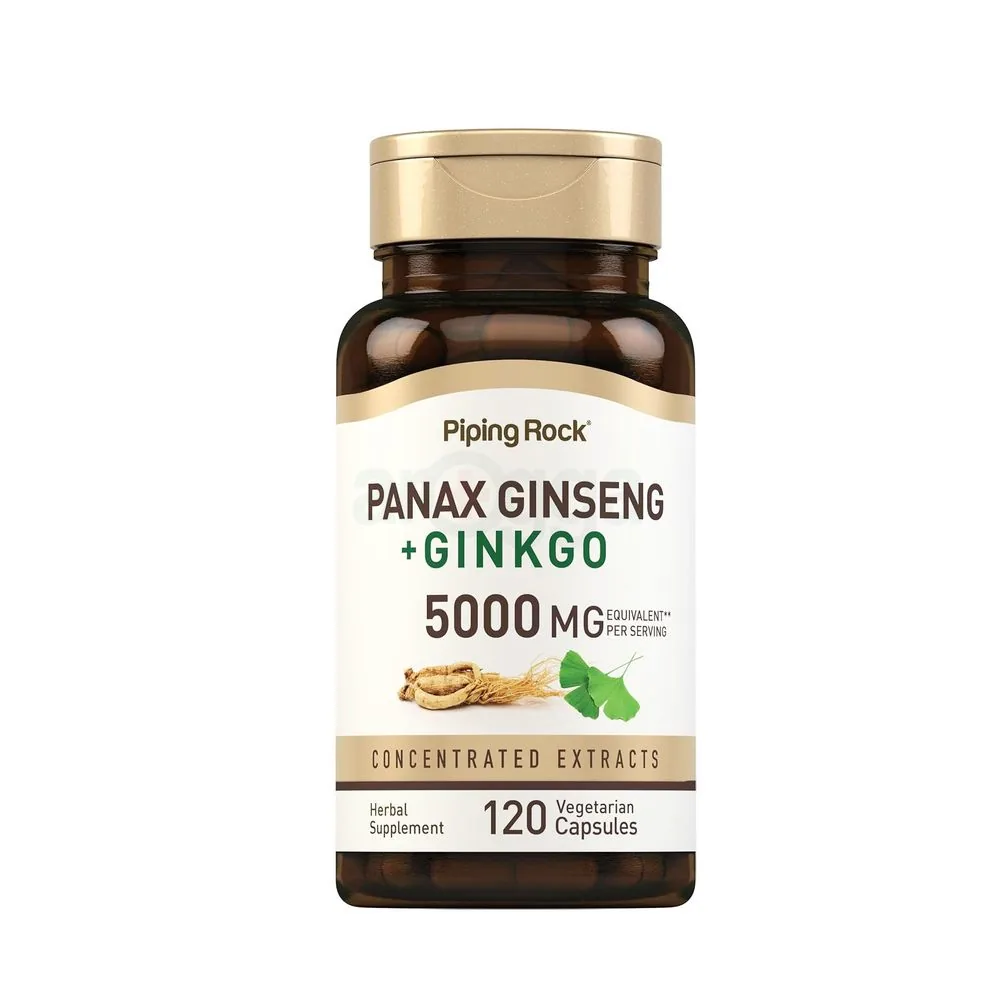 Piping Rock®
PANAX GINSENG
+GINKGO
5000 MG EQUIVALENT** PER SERVING
CONCENTRATED EXTRACTS
Herbal Supplement
120 Vegetarian Capsules